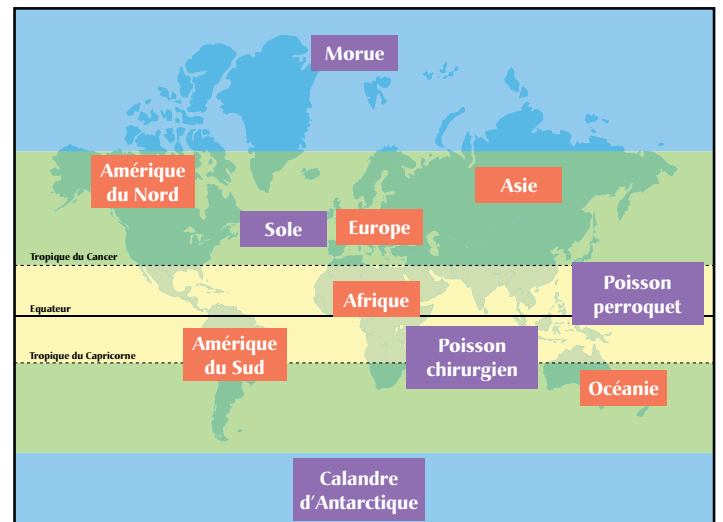 Morue
Amérique
du Nord
Asie
Sole
Europe
Tropique du Cancer
Poisson
perroquet
Afrique
Equateur
Amérique
du Sud
Poisson
chirurgien
Tropique du Capricorne
Océanie
Calandre
d'Antarctique